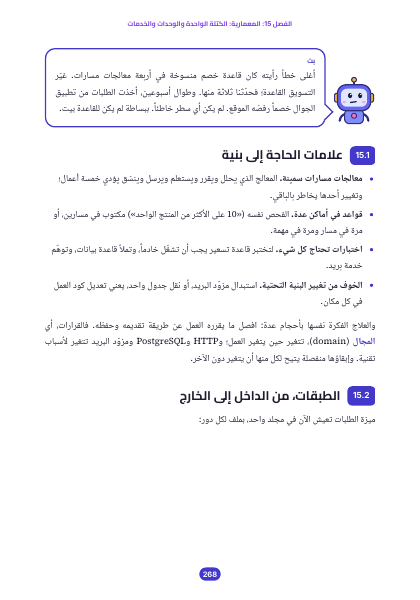 الفصل 15: المعمارية: الكتلة الواحدة والوحدات والخدمات
بت
أغلى خطأ رأيته كان قاعدة خصم منسوخة في أربعة معالجات مسارات. غيّر
التسويق القاعدة؛ فحدّثنا ثلاثة منها. وطوال أسبوعين، أخذت الطلبات من تطبيق
الجوال خصماً رفضه الموقع. لم يكن أي سطر خاطئاً. ببساطة لم يكن للقاعدة بيت.
15.1 علامات الحاجة إلى بنية
• معالجات مسارات سمينة. المعالج الذي يحلل ويقرر ويستعلم ويرسل وينسّق يؤدي خمسة أعمال؛
وتغيير أحدها يخاطر بالباقي.
• قواعد في أماكن عدة. الفحص نفسه («10 على الأكثر من المنتج الواحد») مكتوب في مسارين، أو
مرة في مسار ومرة في مهمة.
• اختبارات تحتاج كل شيء. لتختبر قاعدة تسعير يجب أن تشغّل خادماً، وتملأ قاعدة بيانات، وتوهّم
خدمة بريد.
• الخوف من تغيير البنية التحتية. استبدال مزوّد البريد، أو نقل جدول واحد، يعني تعديل كود العمل
في كل مكان.
والعلاج الفكرة نفسها بأحجام عدة: افصل ما يقرره العمل عن طريقة تقديمه وحفظه. فالقرارات، أي
المجال (domain)، تتغير حين يتغير العمل؛ وHTTP وPostgreSQL ومزوّد البريد تتغير لأسباب
تقنية. وإبقاؤها منفصلة يتيح لكل منها أن يتغير دون الآخر.
15.2 الطبقات، من الداخل إلى الخارج
ميزة الطلبات تعيش الآن في مجلد واحد، بملف لكل دور:
268